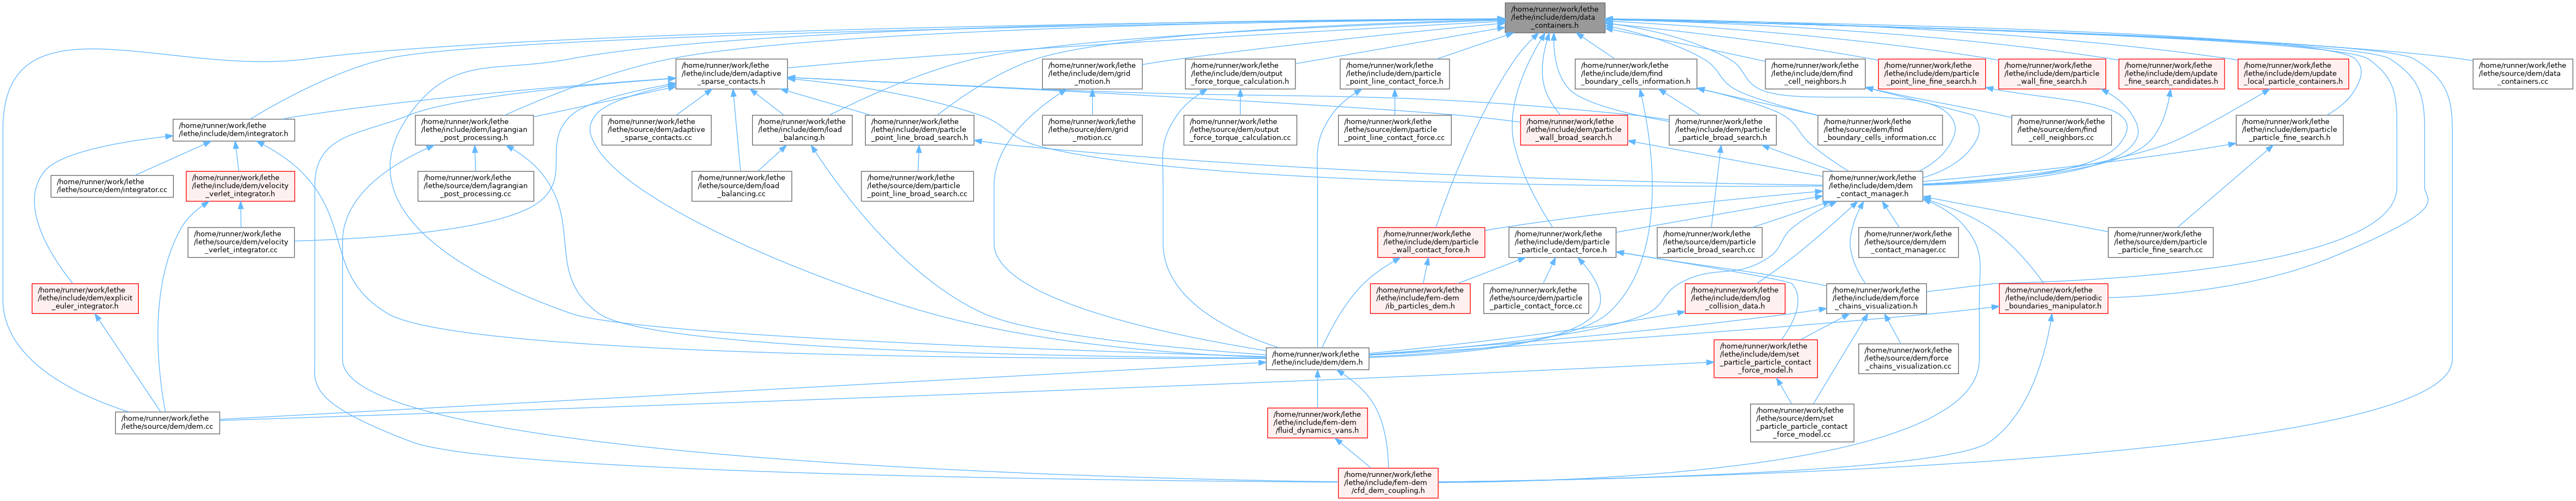 /home/runner/work/lethe
/lethe/include/dem/data
_containers.h
/home/runner/work/lethe
/lethe/include/dem/adaptive
_sparse_contacts.h
/home/runner/work/lethe
/lethe/include/dem/grid
_motion.h
/home/runner/work/lethe
/lethe/include/dem/output
_force_torque_calculation.h
/home/runner/work/lethe
/lethe/include/dem/particle
_point_line_contact_force.h
/home/runner/work/lethe
/lethe/include/dem/find
_boundary_cells_information.h
/home/runner/work/lethe
/lethe/include/dem/find
_cell_neighbors.h
/home/runner/work/lethe
/lethe/include/dem/particle
_point_line_fine_search.h
/home/runner/work/lethe
/lethe/include/dem/particle
_wall_fine_search.h
/home/runner/work/lethe
/lethe/include/dem/update
_fine_search_candidates.h
/home/runner/work/lethe
/lethe/include/dem/update
_local_particle_containers.h
/home/runner/work/lethe
/lethe/source/dem/data
_containers.cc
/home/runner/work/lethe
/lethe/include/dem/integrator.h
/home/runner/work/lethe
/lethe/include/dem/lagrangian
_post_processing.h
/home/runner/work/lethe
/lethe/source/dem/adaptive
_sparse_contacts.cc
/home/runner/work/lethe
/lethe/include/dem/load
_balancing.h
/home/runner/work/lethe
/lethe/include/dem/particle
_point_line_broad_search.h
/home/runner/work/lethe
/lethe/source/dem/grid
_motion.cc
/home/runner/work/lethe
/lethe/source/dem/output
_force_torque_calculation.cc
/home/runner/work/lethe
/lethe/source/dem/particle
_point_line_contact_force.cc
/home/runner/work/lethe
/lethe/include/dem/particle
_wall_broad_search.h
/home/runner/work/lethe
/lethe/include/dem/particle
_particle_broad_search.h
/home/runner/work/lethe
/lethe/source/dem/find
_boundary_cells_information.cc
/home/runner/work/lethe
/lethe/source/dem/find
_cell_neighbors.cc
/home/runner/work/lethe
/lethe/include/dem/particle
_particle_fine_search.h
/home/runner/work/lethe
/lethe/source/dem/integrator.cc
/home/runner/work/lethe
/lethe/include/dem/velocity
_verlet_integrator.h
/home/runner/work/lethe
/lethe/source/dem/lagrangian
_post_processing.cc
/home/runner/work/lethe
/lethe/source/dem/load
_balancing.cc
/home/runner/work/lethe
/lethe/source/dem/particle
_point_line_broad_search.cc
/home/runner/work/lethe
/lethe/include/dem/dem
_contact_manager.h
/home/runner/work/lethe
/lethe/source/dem/velocity
_verlet_integrator.cc
/home/runner/work/lethe
/lethe/include/dem/particle
_wall_contact_force.h
/home/runner/work/lethe
/lethe/include/dem/particle
_particle_contact_force.h
/home/runner/work/lethe
/lethe/source/dem/particle
_particle_broad_search.cc
/home/runner/work/lethe
/lethe/source/dem/dem
_contact_manager.cc
/home/runner/work/lethe
/lethe/source/dem/particle
_particle_fine_search.cc
/home/runner/work/lethe
/lethe/include/dem/explicit
_euler_integrator.h
/home/runner/work/lethe
/lethe/include/fem-dem
/ib_particles_dem.h
/home/runner/work/lethe
/lethe/source/dem/particle
_particle_contact_force.cc
/home/runner/work/lethe
/lethe/include/dem/log
_collision_data.h
/home/runner/work/lethe
/lethe/include/dem/force
_chains_visualization.h
/home/runner/work/lethe
/lethe/include/dem/periodic
_boundaries_manipulator.h
/home/runner/work/lethe
/lethe/include/dem/dem.h
/home/runner/work/lethe
/lethe/include/dem/set
_particle_particle_contact
_force_model.h
/home/runner/work/lethe
/lethe/source/dem/force
_chains_visualization.cc
/home/runner/work/lethe
/lethe/source/dem/dem.cc
/home/runner/work/lethe
/lethe/include/fem-dem
/fluid_dynamics_vans.h
/home/runner/work/lethe
/lethe/source/dem/set
_particle_particle_contact
_force_model.cc
/home/runner/work/lethe
/lethe/include/fem-dem
/cfd_dem_coupling.h